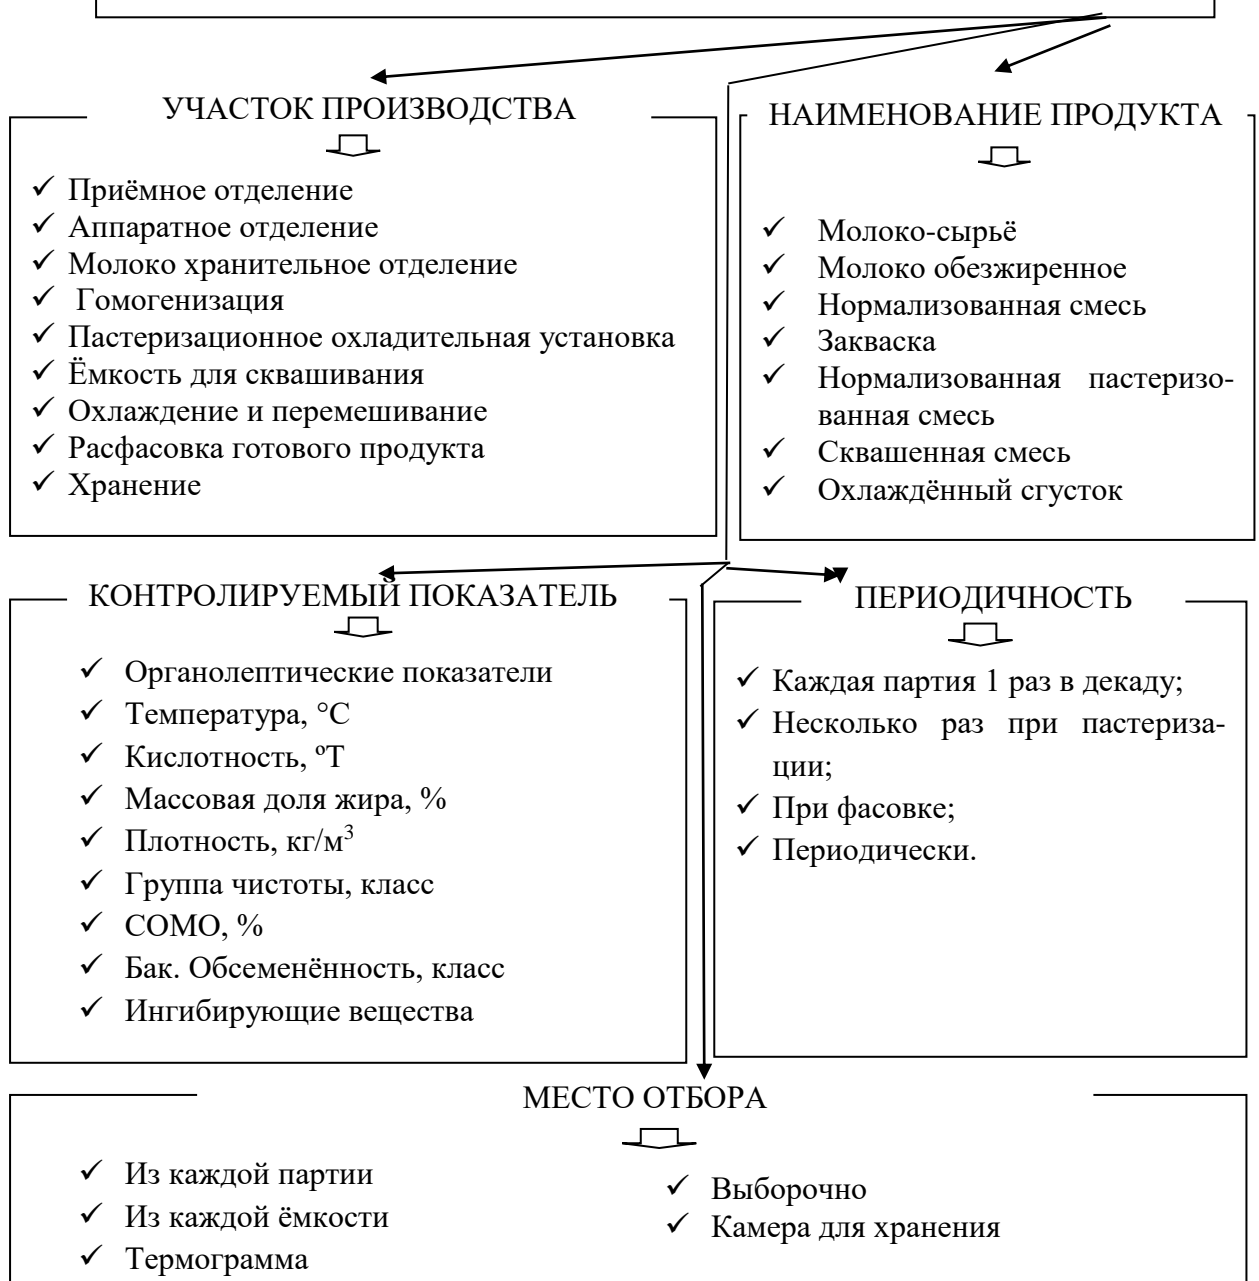 УЧАСТОК ПРОИЗВОДСТВА
Приёмное отделение
Аппаратное отделение
Молоко хранительное отделение
Гомогенизация
Пастеризационное охладительная установка
Ёмкость для сквашивания
Охлаждение и перемешивание
Расфасовка готового продукта
Хранение
НАИМЕНОВАНИЕ ПРОДУКТА
Молоко-сырьё
Молоко обезжиренное
Нормализованная смесь
Закваска
Нормализованная пастеризо-
ванная смесь
Сквашенная смесь
Охлаждённый сгусток
КОНТРОЛИРУЕМЫЙ ПОКАЗАТЕЛЬ
Органолептические показатели
Температура, °С
Кислотность, ºТ
Массовая доля жира, %
Плотность, кг/м³
Группа чистоты, класс
СОМО, %
Бак. Обсеменённость, класс
Ингибирующие вещества
ПЕРИОДИЧНОСТЬ
Каждая партия 1 раз в декаду;
Несколько раз при пастериза-
ции;
При фасовке;
Периодически.
МЕСТО ОТБОРА
Из каждой партии
Из каждой ёмкости
Термограмма
Выборочно
Камера для хранения